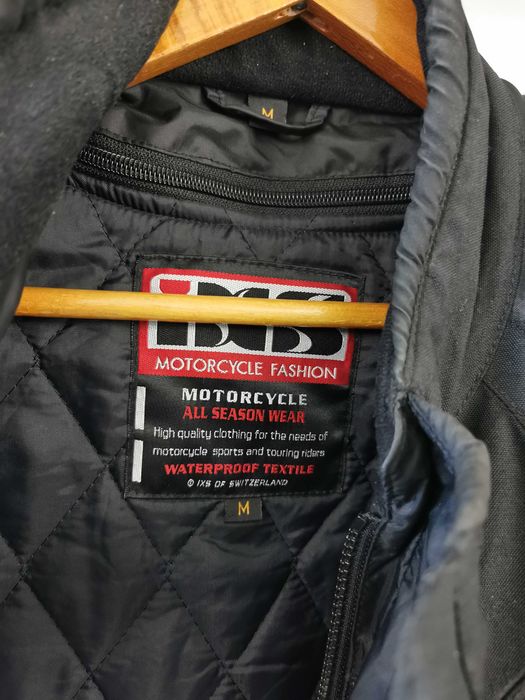 M
iXS
MOTORCYCLE FASHION
MOTORCYCLE
ALL SEASON WEAR
High quality clothing for the needs of
motorcycle sports and touring riders
WATERPROOF TEXTILE
© IXS OF SWITZERLAND
M